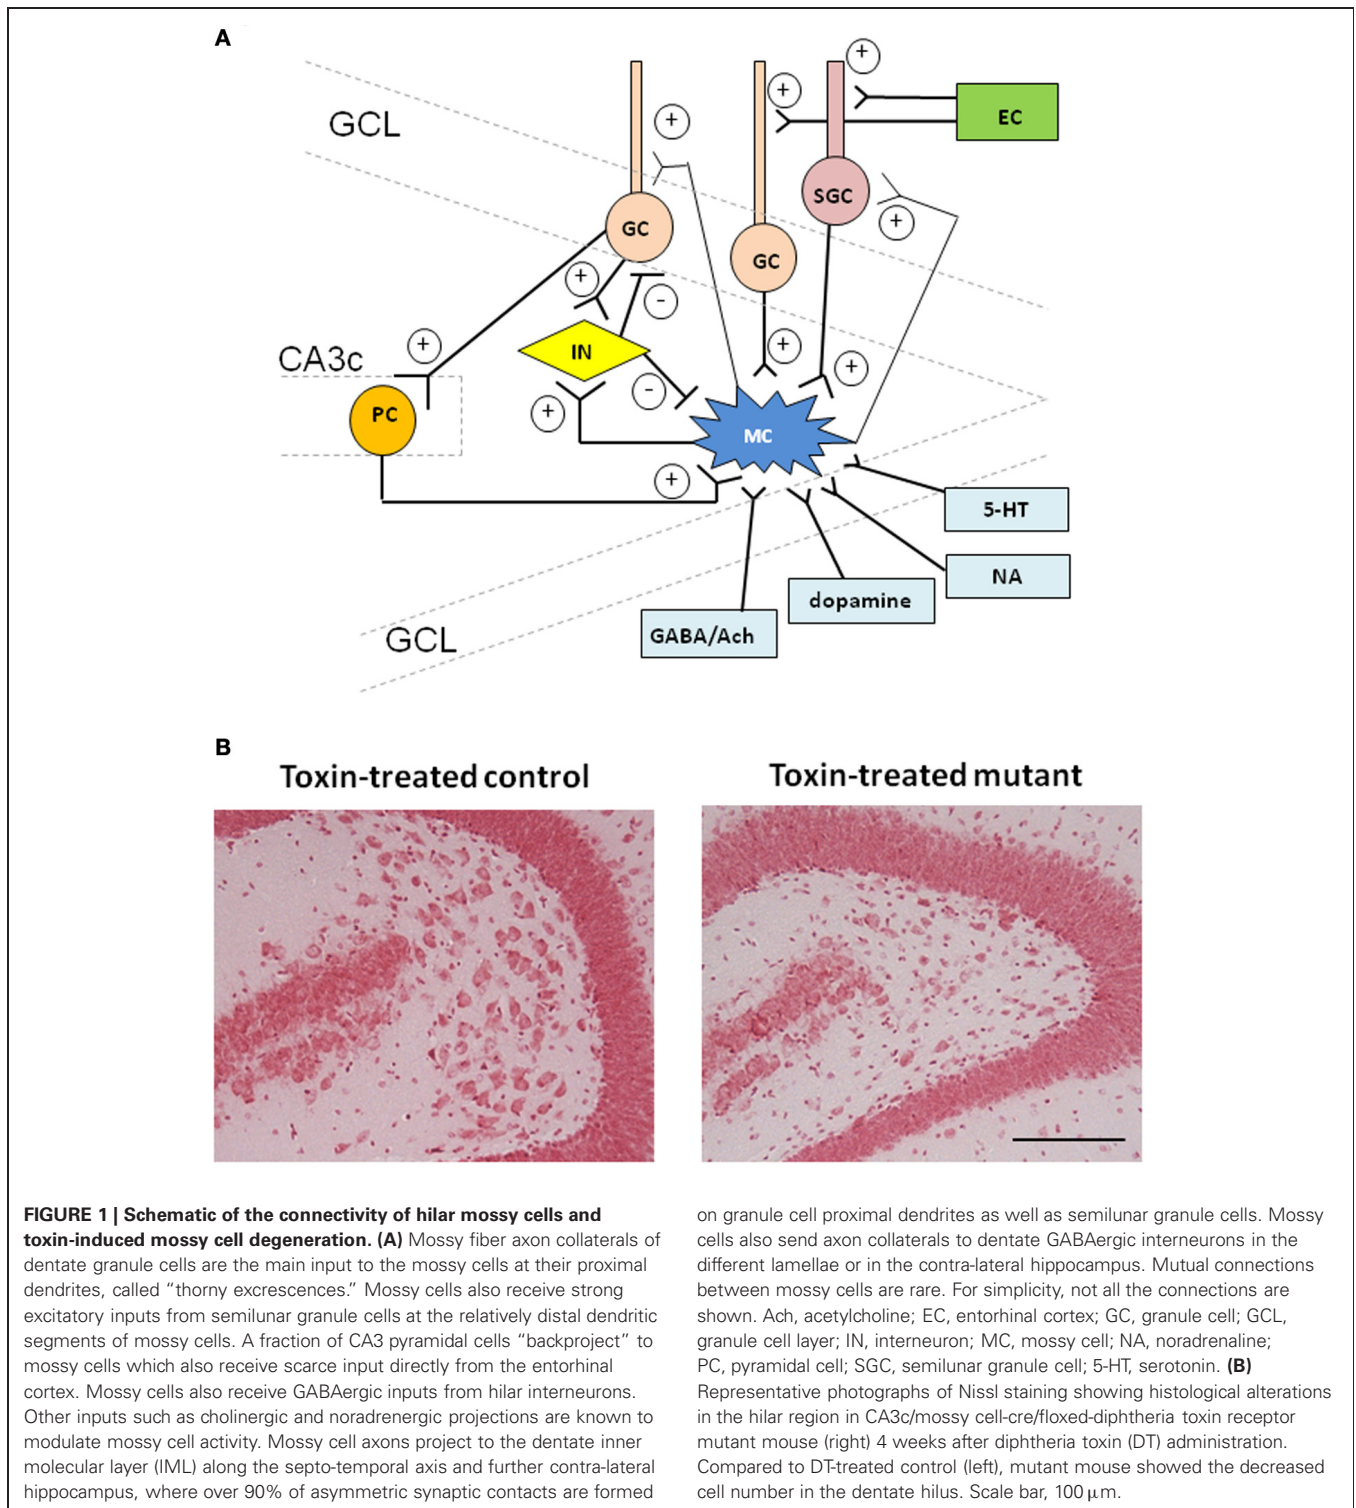 A
GCL
+
+
+
EC
SGC
+
GC
GC
+
-
+
+
CA3c
IN
+
-
+
PC
MC
+
5-HT
NA
dopamine
GABA/Ach
GCL
B
Toxin-treated control
Toxin-treated mutant
FIGURE 1 | Schematic of the connectivity of hilar mossy cells and
toxin-induced mossy cell degeneration. (A) Mossy fiber axon collaterals of
dentate granule cells are the main input to the mossy cells at their proximal
dendrites, called “thorny excrescences.” Mossy cells also receive strong
excitatory inputs from semilunar granule cells at the relatively distal dendritic
segments of mossy cells. A fraction of CA3 pyramidal cells “backproject” to
mossy cells which also receive scarce input directly from the entorhinal
cortex. Mossy cells also receive GABAergic inputs from hilar interneurons.
Other inputs such as cholinergic and noradrenergic projections are known to
modulate mossy cell activity. Mossy cell axons project to the dentate inner
molecular layer (IML) along the septo-temporal axis and further contra-lateral
hippocampus, where over 90% of asymmetric synaptic contacts are formed
on granule cell proximal dendrites as well as semilunar granule cells. Mossy
cells also send axon collaterals to dentate GABAergic interneurons in the
different lamellae or in the contra-lateral hippocampus. Mutual connections
between mossy cells are rare. For simplicity, not all the connections are
shown. Ach, acetylcholine; EC, entorhinal cortex; GC, granule cell; GCL,
granule cell layer; IN, interneuron; MC, mossy cell; NA, noradrenaline;
PC, pyramidal cell; SGC, semilunar granule cell; 5-HT, serotonin. (B)
Representative photographs of Nissl staining showing histological alterations
in the hilar region in CA3c/mossy cell-cre/floxed-diphtheria toxin receptor
mutant mouse (right) 4 weeks after diphtheria toxin (DT) administration.
Compared to DT-treated control (left), mutant mouse showed the decreased
cell number in the dentate hilus. Scale bar, 100 μm.